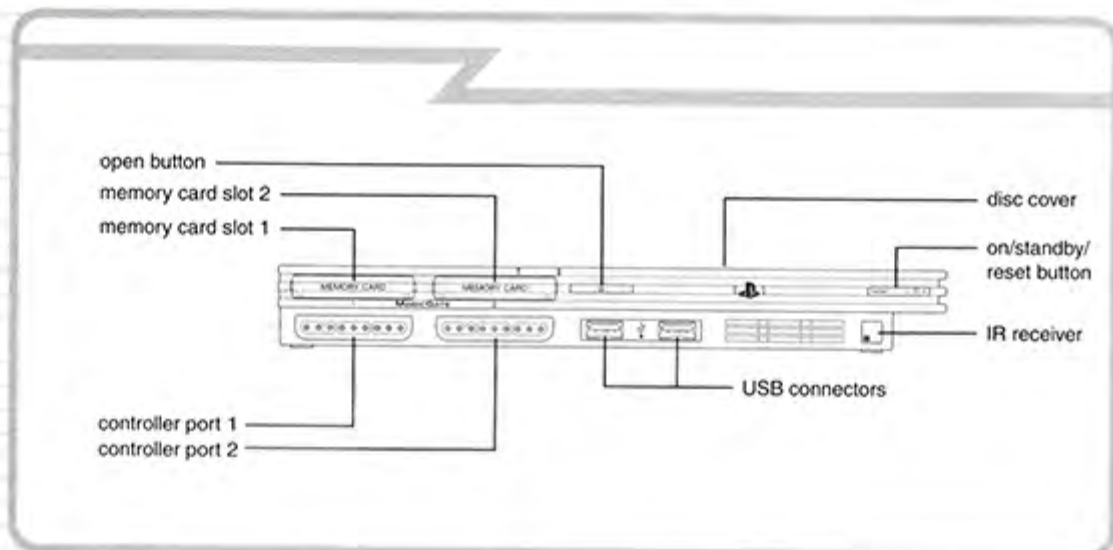 open button
memory card slot 2
memory card slot 1
disc cover
on/standby/
reset button
MEMORY CARD
MEMORY CARD
MagicGate
IR receiver
USB connectors
controller port 1
controller port 2